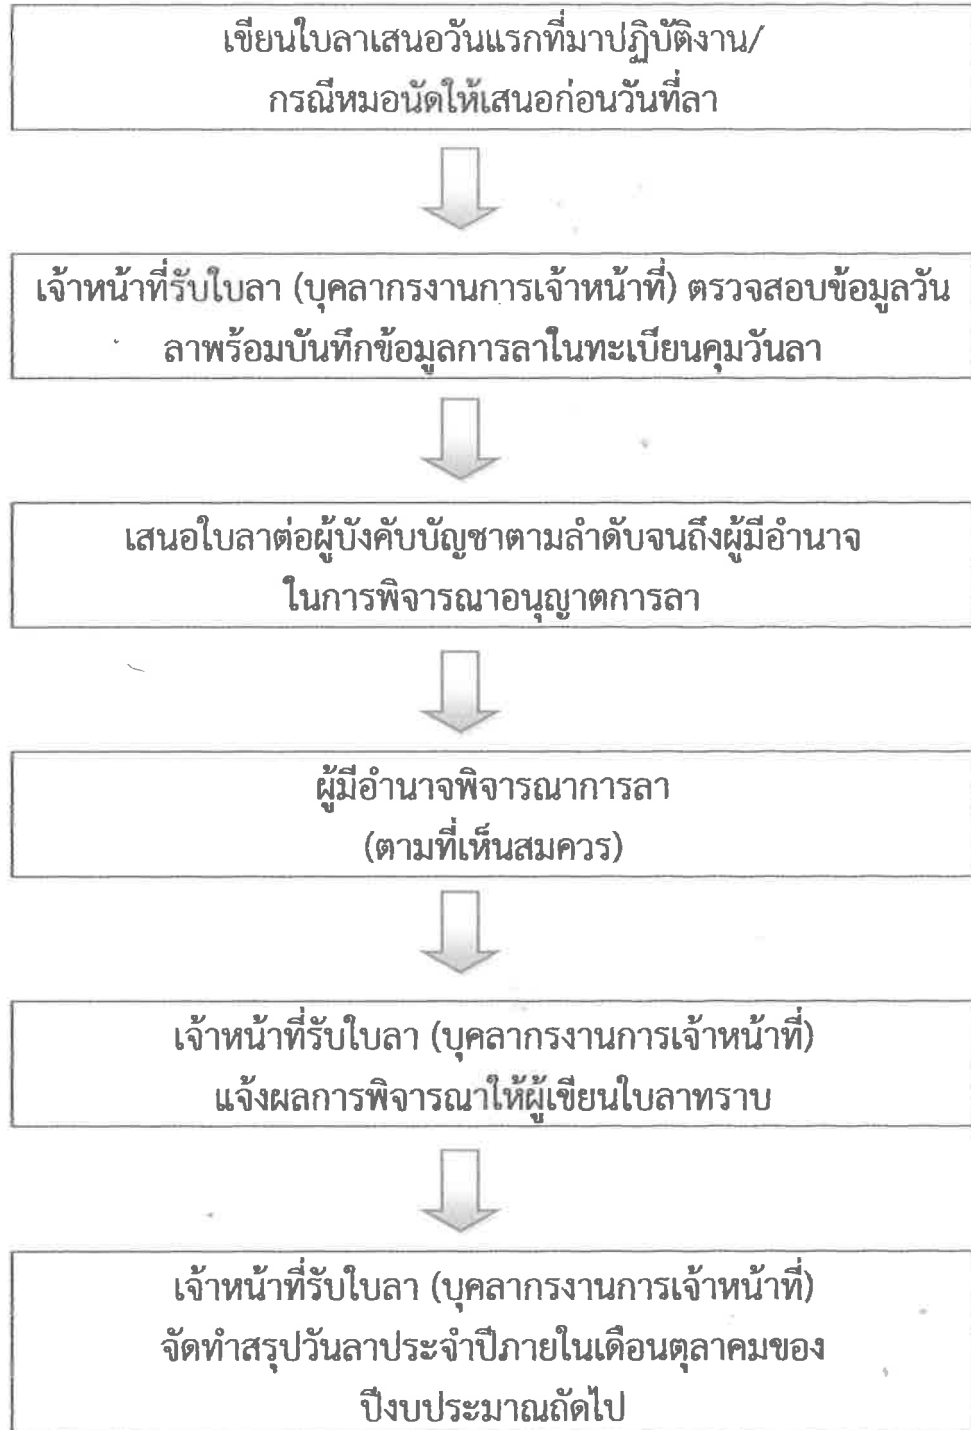 เขียนใบลาเสนอวันแรกที่มาปฏิบัติงาน/
กรณีหมอนัดให้เสนอก่อนวันที่ลา
เจ้าหน้าที่รับใบลา (บุคลากรงานการเจ้าหน้าที่) ตรวจสอบข้อมูลวัน
ลาพร้อมบันทึกข้อมูลการลาในทะเบียนคุมวันลา
เสนอใบลาต่อผู้บังคับบัญชาตามลำดับจนถึงผู้มีอำนาจ
ในการพิจารณาอนุญาตการลา
ผู้มีอำนาจพิจารณาการลา
(ตามที่เห็นสมควร)
เจ้าหน้าที่รับใบลา (บุคลากรงานการเจ้าหน้าที่)
แจ้งผลการพิจารณาให้ผู้เขียนใบลาทราบ
เจ้าหน้าที่รับใบลา (บุคลากรงานการเจ้าหน้าที่)
จัดทำสรุปวันลาประจำปีภายในเดือนตุลาคมของ
ปีงบประมาณถัดไป